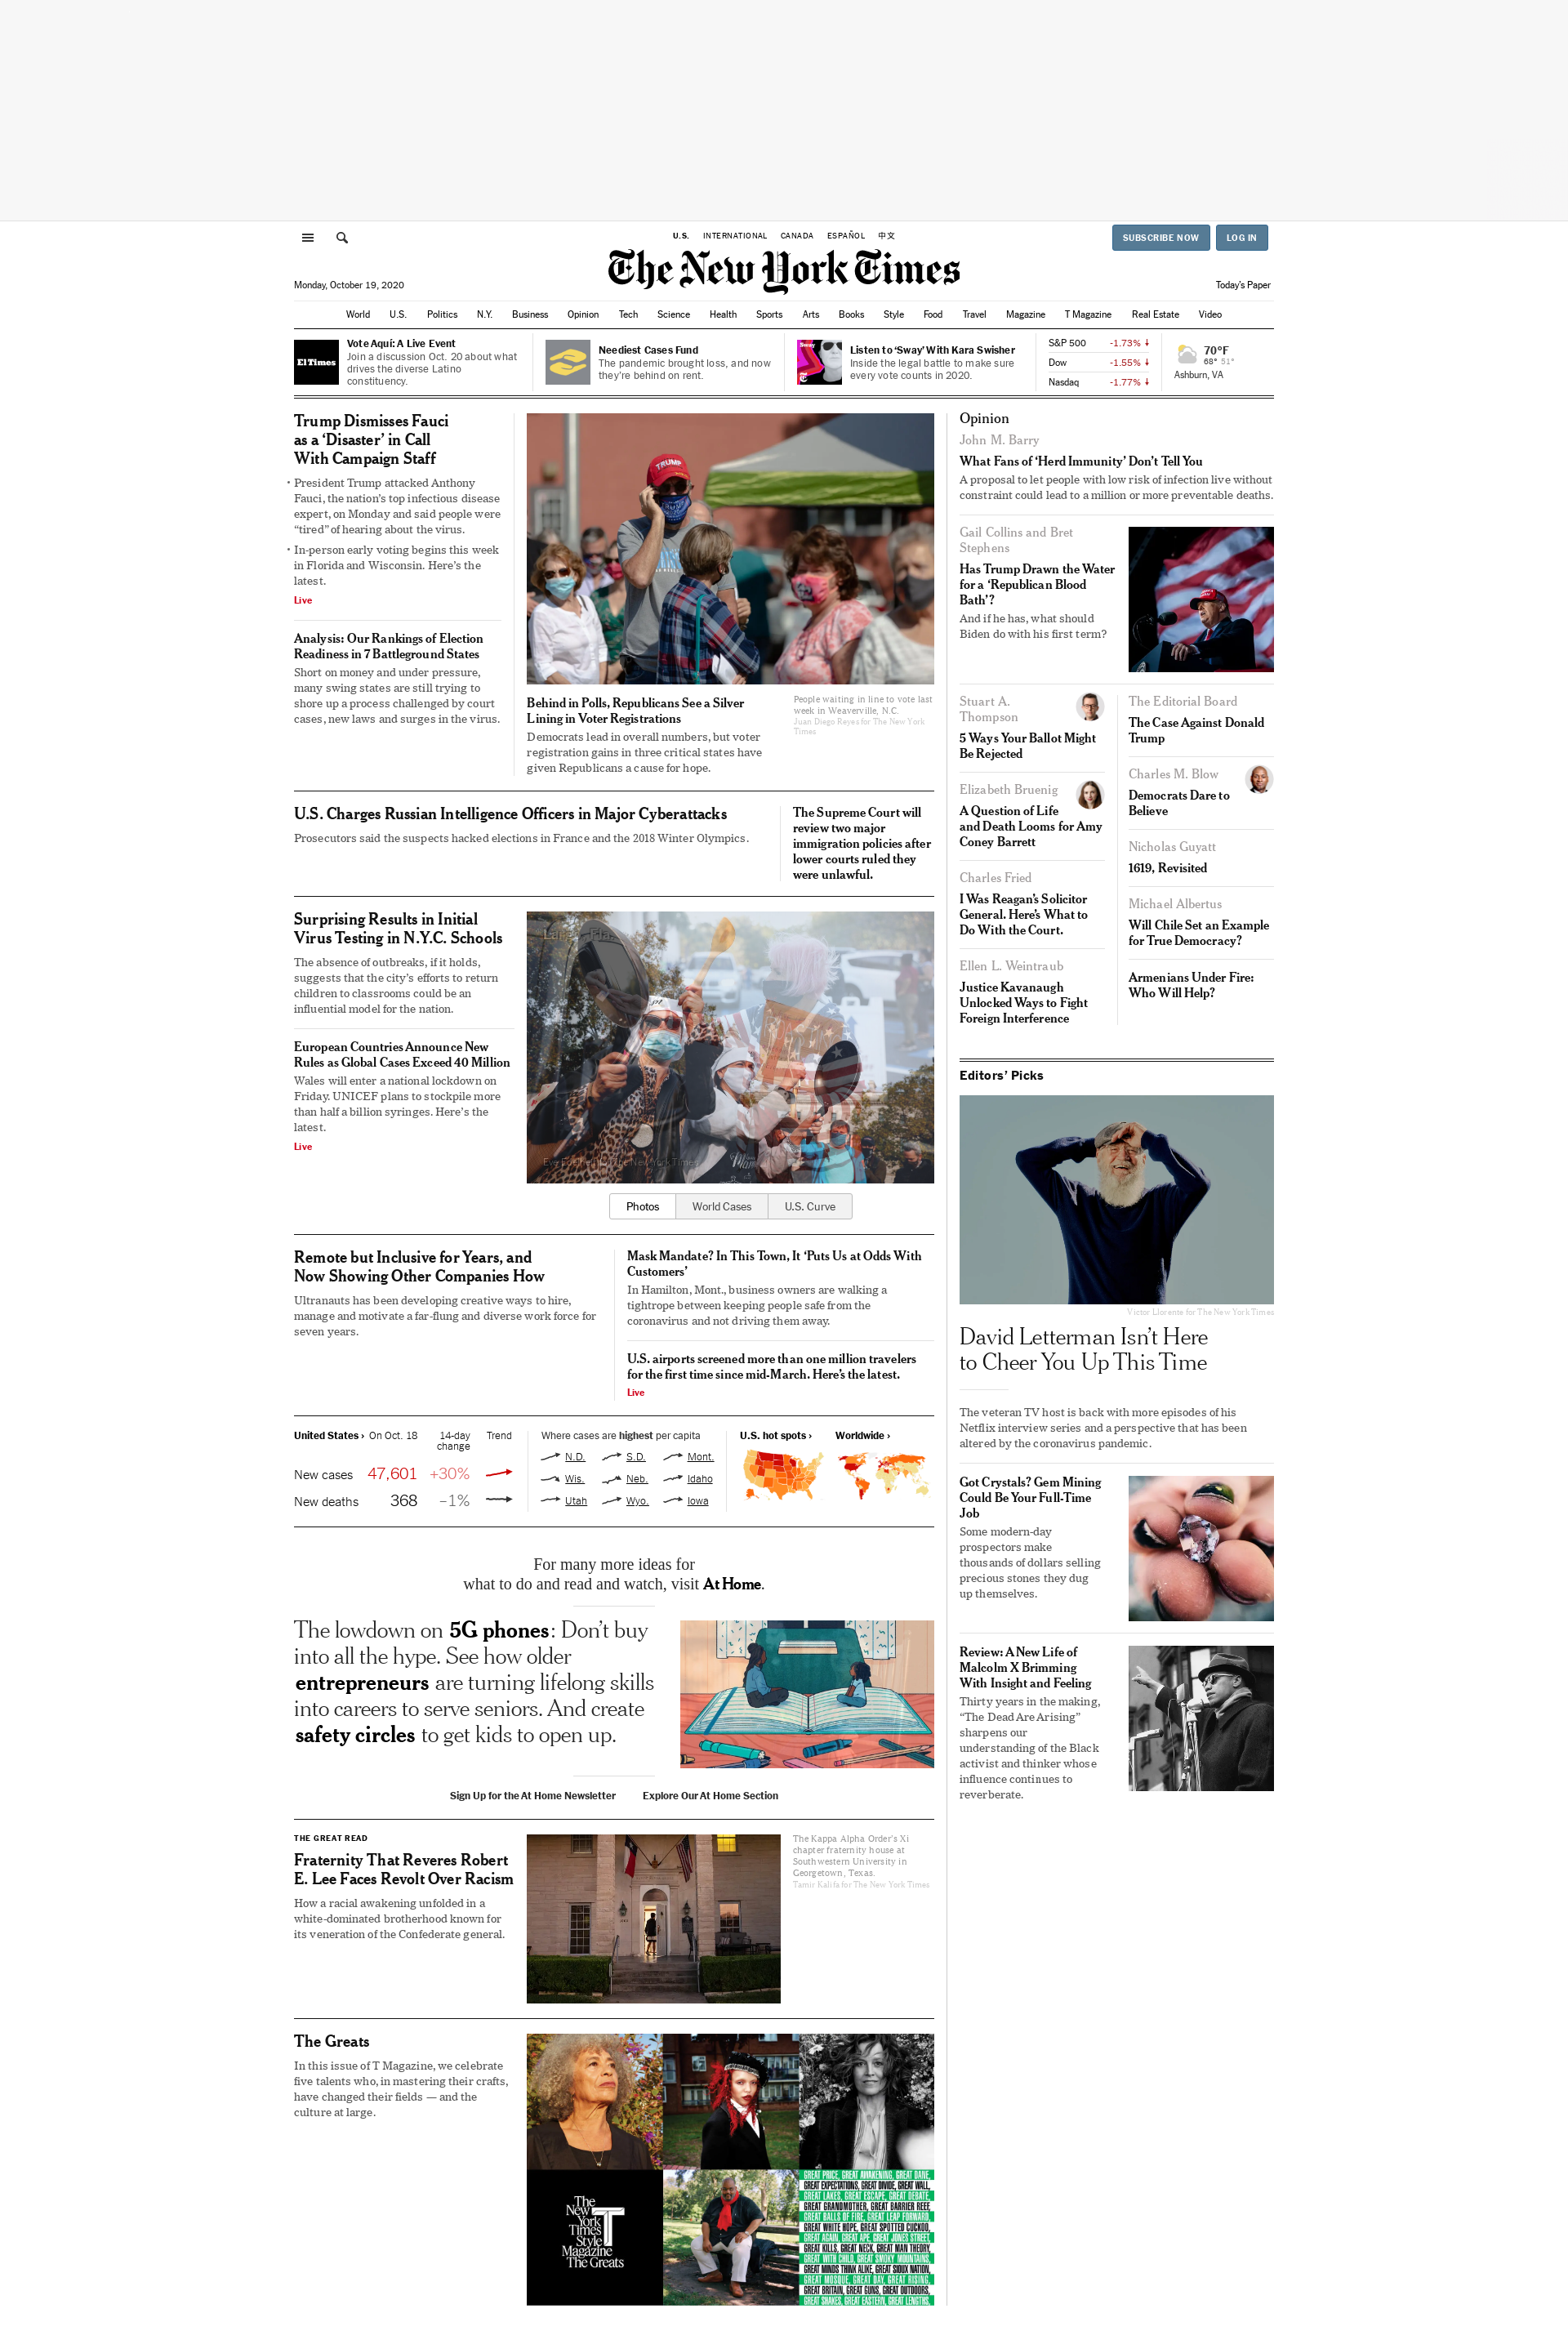 U.S. INTERNATIONAL CANADA ESPAÑOL 中文
SUBSCRIBE NOW LOG IN
The New York Times
Monday, October 19, 2020
Today's Paper
World U.S. Politics N.Y. Business Opinion Tech Science Health Sports Arts Books Style Food Travel Magazine T Magazine Real Estate Video
El Times
Vote Aquí: A Live Event
Join a discussion Oct. 20 about what
drives the diverse Latino
constituency.
Neediest Cases Fund
The pandemic brought loss, and now
they're behind on rent.
Sway
Listen to ‘Sway’ With Kara Swisher
Inside the legal battle to make sure
every vote counts in 2020.
S&P 500 -1.73%
Dow -1.55%
Nasdaq -1.77%
70°F
68° 51°
Ashburn, VA
Trump Dismisses Fauci
as a ‘Disaster’ in Call
With Campaign Staff
• President Trump attacked Anthony
Fauci, the nation’s top infectious disease
expert, on Monday and said people were
“tired” of hearing about the virus.
• In-person early voting begins this week
in Florida and Wisconsin. Here’s the
latest.
Live
Analysis: Our Rankings of Election
Readiness in 7 Battleground States
Short on money and under pressure,
many swing states are still trying to
shore up a process challenged by court
cases, new laws and surges in the virus.
TRUMP
Behind in Polls, Republicans See a Silver
Lining in Voter Registrations
Democrats lead in overall numbers, but voter
registration gains in three critical states have
given Republicans a cause for hope.
People waiting in line to vote last
week in Weaverville, N.C.
Juan Diego Reyes for The New York
Times
U.S. Charges Russian Intelligence Officers in Major Cyberattacks
Prosecutors said the suspects hacked elections in France and the 2018 Winter Olympics.
The Supreme Court will
review two major
immigration policies after
lower courts ruled they
were unlawful.
Surprising Results in Initial
Virus Testing in N.Y.C. Schools
The absence of outbreaks, if it holds,
suggests that the city’s efforts to return
children to classrooms could be an
influential model for the nation.
European Countries Announce New
Rules as Global Cases Exceed 40 Million
Wales will enter a national lockdown on
Friday. UNICEF plans to stockpile more
than half a billion syringes. Here’s the
latest.
Live
Photos World Cases U.S. Curve
Remote but Inclusive for Years, and
Now Showing Other Companies How
Ultranauts has been developing creative ways to hire,
manage and motivate a far-flung and diverse work force for
seven years.
Mask Mandate? In This Town, It ‘Puts Us at Odds With
Customers’
In Hamilton, Mont., business owners are walking a
tightrope between keeping people safe from the
coronavirus and not driving them away.
U.S. airports screened more than one million travelers
for the first time since mid-March. Here’s the latest.
Live
United States › On Oct. 18 14-day
change Trend
New cases 47,601 +30%
New deaths 368 –1%
Where cases are highest per capita
N.D. S.D. Mont.
Wis. Neb. Idaho
Utah Wyo. Iowa
U.S. hot spots › Worldwide ›
For many more ideas for
what to do and read and watch, visit At Home.
The lowdown on 5G phones: Don’t buy
into all the hype. See how older
entrepreneurs are turning lifelong skills
into careers to serve seniors. And create
safety circles to get kids to open up.
Sign Up for the At Home Newsletter Explore Our At Home Section
THE GREAT READ
Fraternity That Reveres Robert
E. Lee Faces Revolt Over Racism
How a racial awakening unfolded in a
white-dominated brotherhood known for
its veneration of the Confederate general.
The Kappa Alpha Order’s Xi
chapter fraternity house at
Southwestern University in
Georgetown, Texas.
Tamir Kalifa for The New York Times
The Greats
In this issue of T Magazine, we celebrate
five talents who, in mastering their crafts,
have changed their fields — and the
culture at large.
The
New
York
Times
Style
Magazine
The Greats
T
GREAT PRICE, GREAT AWAKENING, GREAT DANE,
GREAT EXPECTATIONS, GREAT DIVIDE, GREAT WALL,
GREAT LAKES, GREAT ESCAPE, GREAT DEBATE,
GREAT GRANDMOTHER, GREAT BARRIER REEF,
GREAT BALLS OF FIRE, GREAT LEAP FORWARD,
GREAT WHITE HOPE, GREAT SPOTTED CUCKOO,
GREAT AGAIN, GREAT APE, GREAT JONES STREET,
GREAT KILLS, GREAT NECK, GREAT MAN THEORY,
GREAT WITH CHILD, GREAT SMOKY MOUNTAINS,
GREAT MINDS THINK ALIKE, GREAT SIOUX NATION,
GREAT MOSQUE, GREAT DAY, GREAT RISING,
GREAT BRITAIN, GREAT GUNS, GREAT OUTDOORS,
GREAT SNAKES, GREAT EASTERN, GREAT LENGTHS,
Opinion
John M. Barry
What Fans of ‘Herd Immunity’ Don’t Tell You
A proposal to let people with low risk of infection live without
constraint could lead to a million or more preventable deaths.
Gail Collins and Bret
Stephens
Has Trump Drawn the Water
for a ‘Republican Blood
Bath’?
And if he has, what should
Biden do with his first term?
Stuart A.
Thompson
5 Ways Your Ballot Might
Be Rejected
Elizabeth Bruenig
A Question of Life
and Death Looms for Amy
Coney Barrett
Charles Fried
I Was Reagan’s Solicitor
General. Here’s What to
Do With the Court.
Ellen L. Weintraub
Justice Kavanaugh
Unlocked Ways to Fight
Foreign Interference
The Editorial Board
The Case Against Donald
Trump
Charles M. Blow
Democrats Dare to
Believe
Nicholas Guyatt
1619, Revisited
Michael Albertus
Will Chile Set an Example
for True Democracy?
Armenians Under Fire:
Who Will Help?
Editors’ Picks
Victor Llorente for The New York Times
David Letterman Isn’t Here
to Cheer You Up This Time
The veteran TV host is back with more episodes of his
Netflix interview series and a perspective that has been
altered by the coronavirus pandemic.
Got Crystals? Gem Mining
Could Be Your Full-Time
Job
Some modern-day
prospectors make
thousands of dollars selling
precious stones they dug
up themselves.
Review: A New Life of
Malcolm X Brimming
With Insight and Feeling
Thirty years in the making,
“The Dead Are Arising”
sharpens our
understanding of the Black
activist and thinker whose
influence continues to
reverberate.